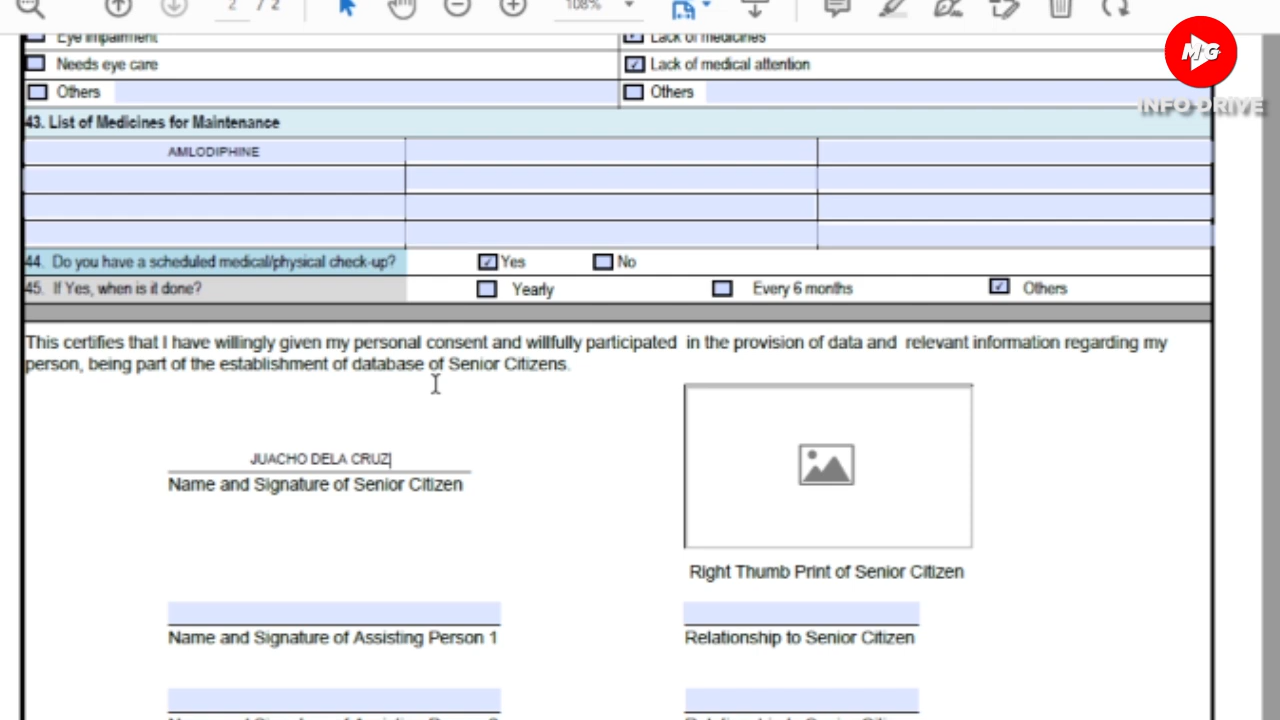 2 / 2
108%
MG
INFO DRIVE
Eye impairment
Lack of medicines
Needs eye care
Lack of medical attention
Others
Others
43. List of Medicines for Maintenance
AMLODIPHINE
44. Do you have a scheduled medical/physical check-up?
Yes
No
45. If Yes, when is it done?
Yearly
Every 6 months
Others
This certifies that I have willingly given my personal consent and willfully participated in the provision of data and relevant information regarding my
person, being part of the establishment of database of Senior Citizens.
JUACHO DELA CRUZ
Name and Signature of Senior Citizen
Right Thumb Print of Senior Citizen
Name and Signature of Assisting Person 1
Relationship to Senior Citizen